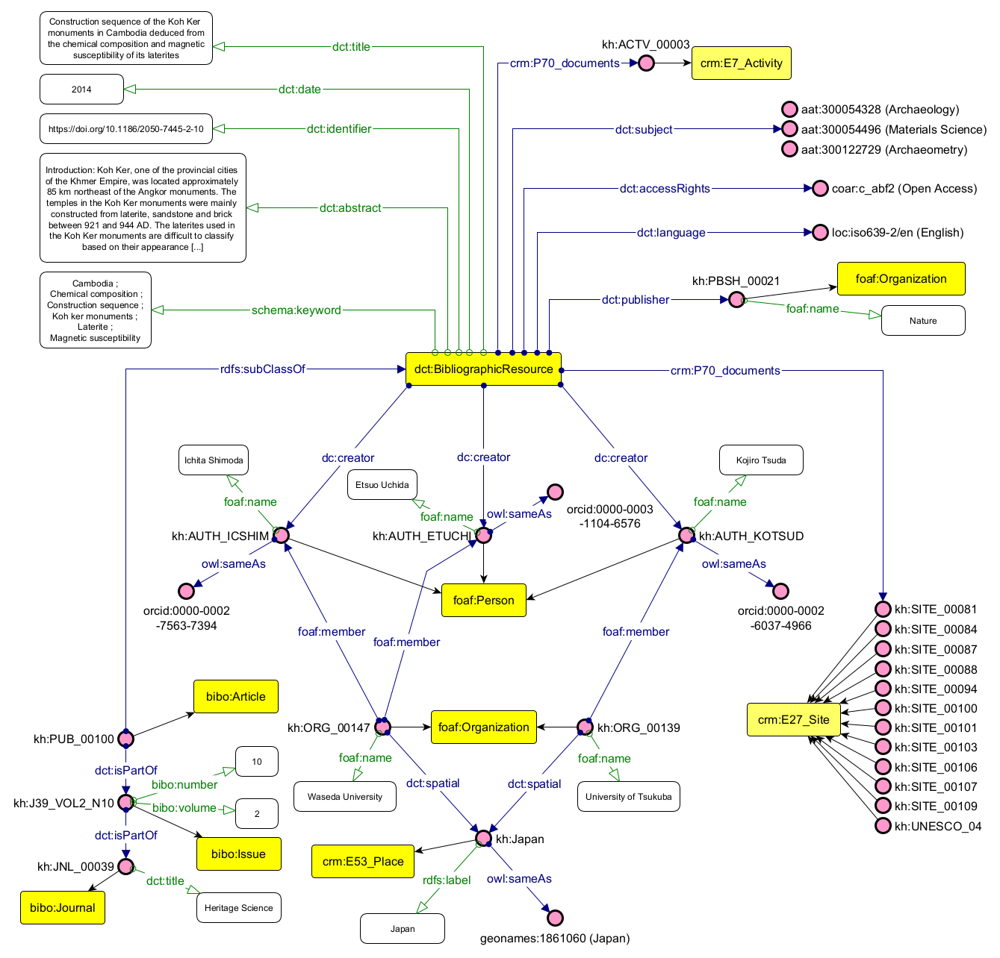 Construction sequence of the Koh Ker
monuments in Cambodia deduced from
the chemical composition and magnetic
susceptibility of its laterites
dct:title
kh:ACTV_00003
crm:P70_documents
crm:E7_Activity
2014
dct:date
aat:300054328 (Archaeology)
https://doi.org/10.1186/2050-7445-2-10
dct:identifier
dct:subject
aat:300054496 (Materials Science)
aat:300122729 (Archaeometry)
Introduction: Koh Ker, one of the provincial cities
of the Khmer Empire, was located approximately
85 km northeast of the Angkor monuments. The
temples in the Koh Ker monuments were mainly
constructed from laterite, sandstone and brick
between 921 and 944 AD. The laterites used in
the Koh Ker monuments are difficult to classify
based on their appearance [...]
dct:abstract
dct:accessRights
coar:c_abf2 (Open Access)
dct:language
loc:iso639-2/en (English)
Cambodia ;
Chemical composition ;
Construction sequence ;
Koh ker monuments ;
Laterite ;
Magnetic susceptibility
schema:keyword
kh:PBSH_00021
foaf:Organization
dct:publisher
foaf:name
Nature
rdfs:subClassOf
dct:BibliographicResource
crm:P70_documents
dc:creator
dc:creator
dc:creator
Ichita Shimoda
Etsuo Uchida
Kojiro Tsuda
foaf:name
foaf:name
foaf:name
owl:sameAs
orcid:0000-0003
-1104-6576
kh:AUTH_ICSHIM
kh:AUTH_ETUCHI
kh:AUTH_KOTSUD
owl:sameAs
owl:sameAs
orcid:0000-0002
-7563-7394
foaf:Person
orcid:0000-0002
-6037-4966
foaf:member
foaf:member
foaf:member
kh:SITE_00081
kh:SITE_00084
kh:SITE_00087
kh:SITE_00088
kh:SITE_00094
kh:SITE_00100
kh:SITE_00101
kh:SITE_00103
kh:SITE_00106
kh:SITE_00107
kh:SITE_00109
kh:UNESCO_04
crm:E27_Site
bibo:Article
kh:PUB_00100
kh:ORG_00147
foaf:Organization
kh:ORG_00139
foaf:name
foaf:name
dct:isPartOf
10
bibo:number
dct:spatial
dct:spatial
Waseda University
University of Tsukuba
kh:J39_VOL2_N10
bibo:volume
2
dct:isPartOf
bibo:Issue
kh:Japan
crm:E53_Place
kh:JNL_00039
dct:title
rdfs:label
owl:sameAs
bibo:Journal
Heritage Science
Japan
geonames:1861060 (Japan)